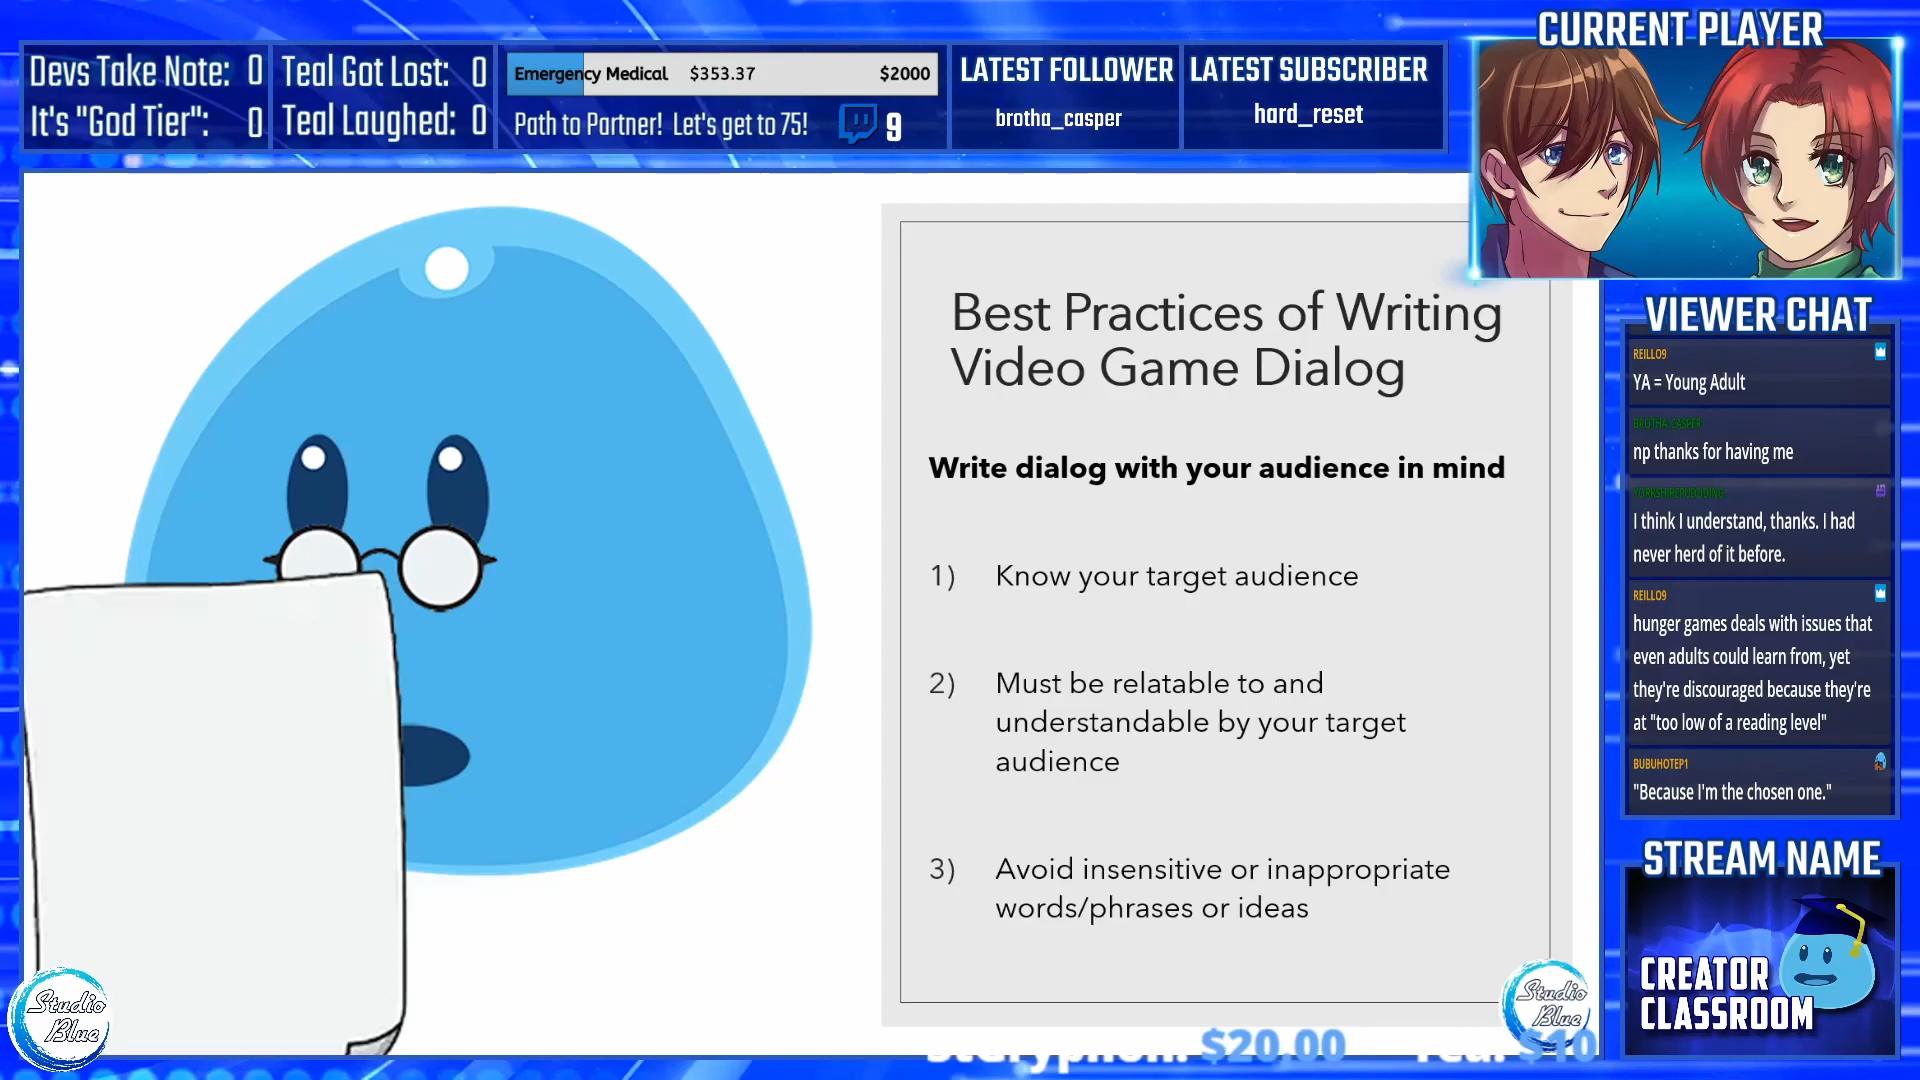 CURRENT PLAYER
Devs Take Note: 0
It's "God Tier": 0
Teal Got Lost: 0
Teal Laughed: 0
Emergency Medical $353.37 $2000
Path to Partner! Let's get to 75! 9
LATEST FOLLOWER
brotha_casper
LATEST SUBSCRIBER
hard_reset
Best Practices of Writing
Video Game Dialog
Write dialog with your audience in mind
1) Know your target audience
2) Must be relatable to and
understandable by your target
audience
3) Avoid insensitive or inappropriate
words/phrases or ideas
VIEWER CHAT
REILLO9
YA = Young Adult
BROTHA_CASPER
np thanks for having me
I think I understand, thanks. I had
never herd of it before.
REILLO9
hunger games deals with issues that
even adults could learn from, yet
they're discouraged because they're
at "too low of a reading level"
BUBUHOTEP1
"Because I'm the chosen one."
STREAM NAME
CREATOR
CLASSROOM
Studio
Blue
Studio
Blue
$20.00 $10